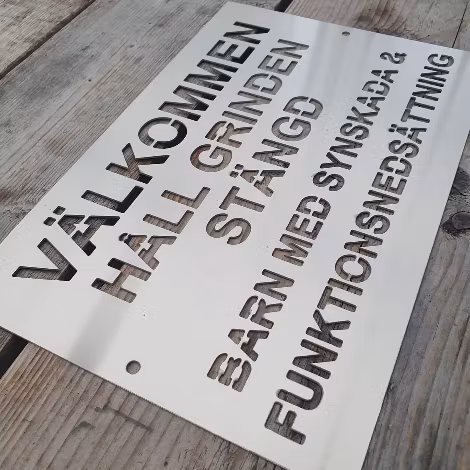 VÄLKOMMEN
HÅLL GRINDEN
STÄNGD
BARN MED SYNSKADA &
FUNKTIONSNEDSÄTTNING